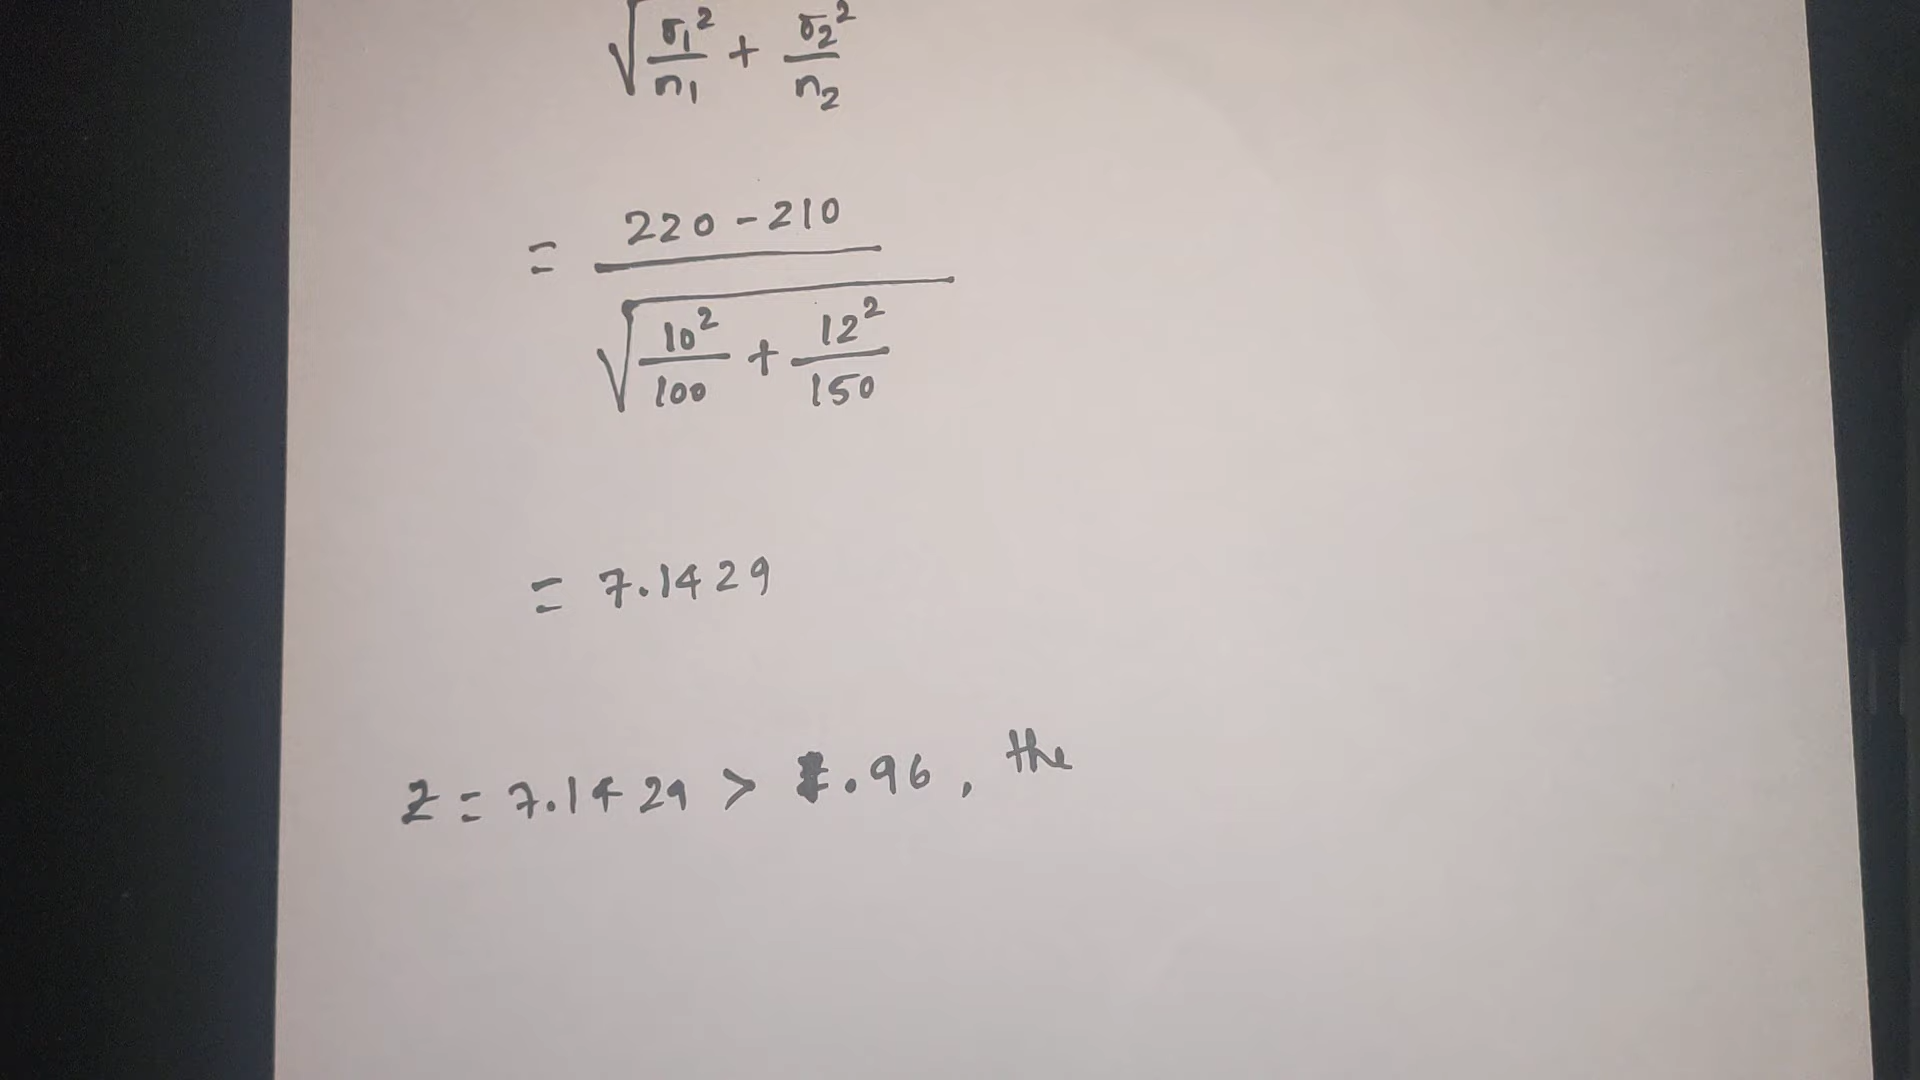 √(σ₁²/n₁ + σ₂²/n₂)
= (220 - 210) / √(10²/100 + 12²/150)
= 7.1429
Z = 7.1429 > 1.96, the